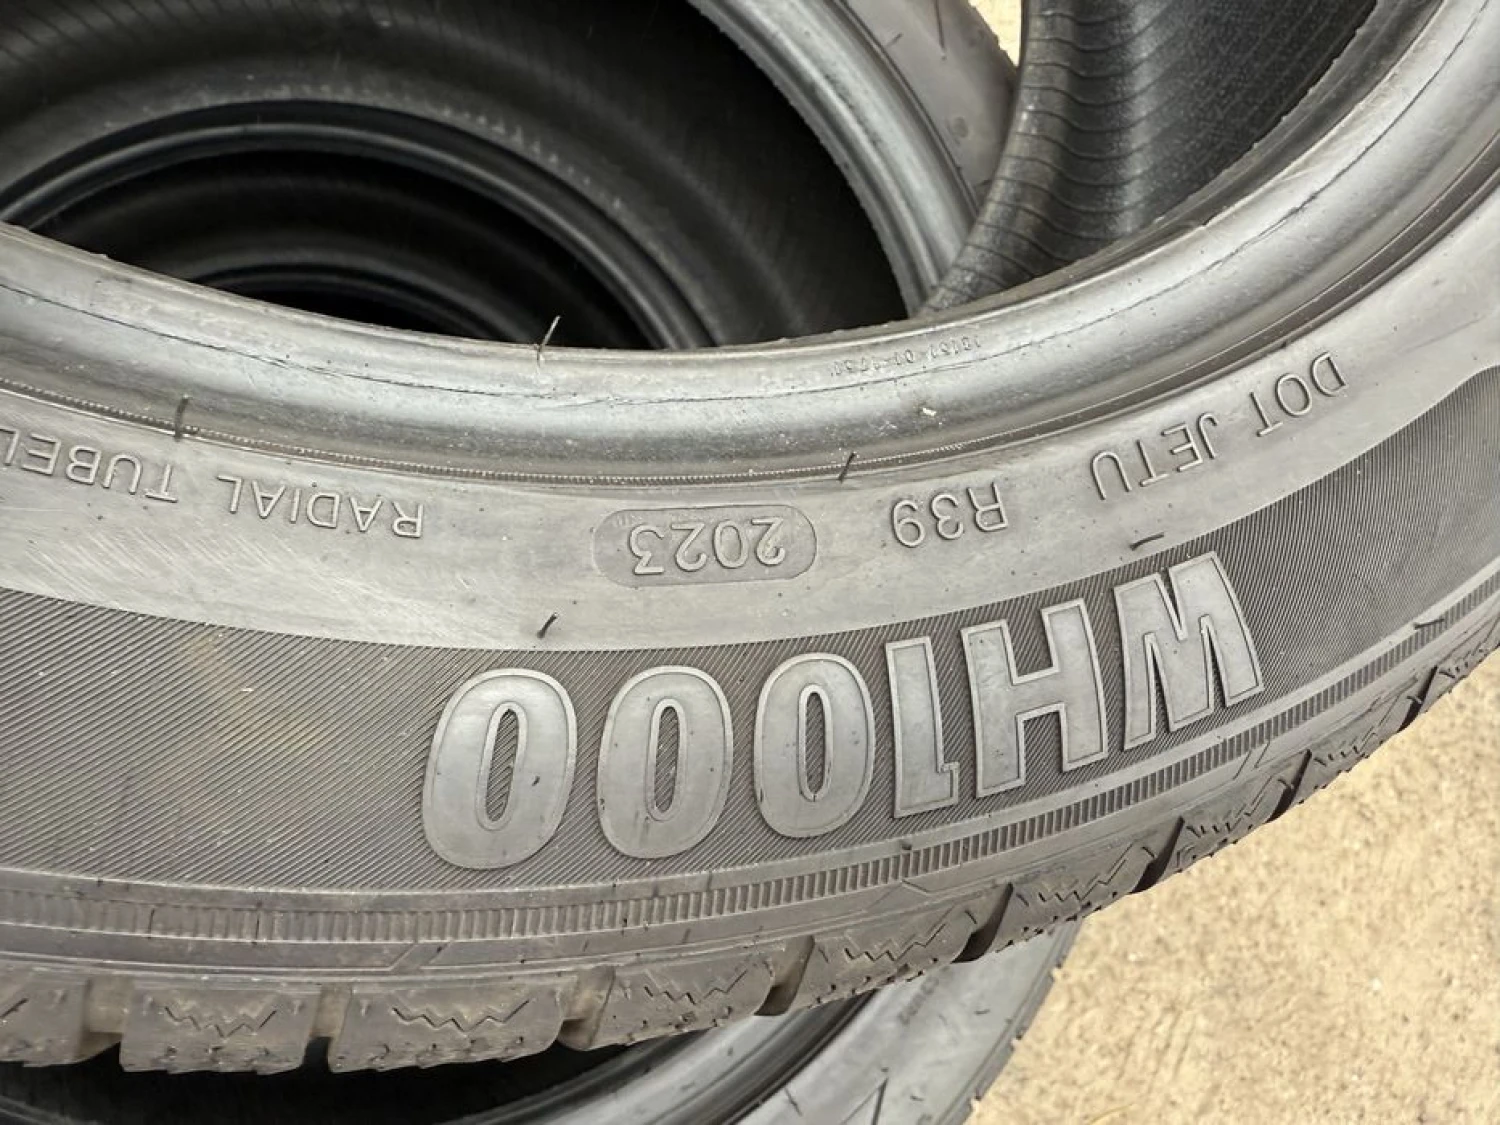 DOT JETU R39 2023 RADIAL TUBEL
WH1000